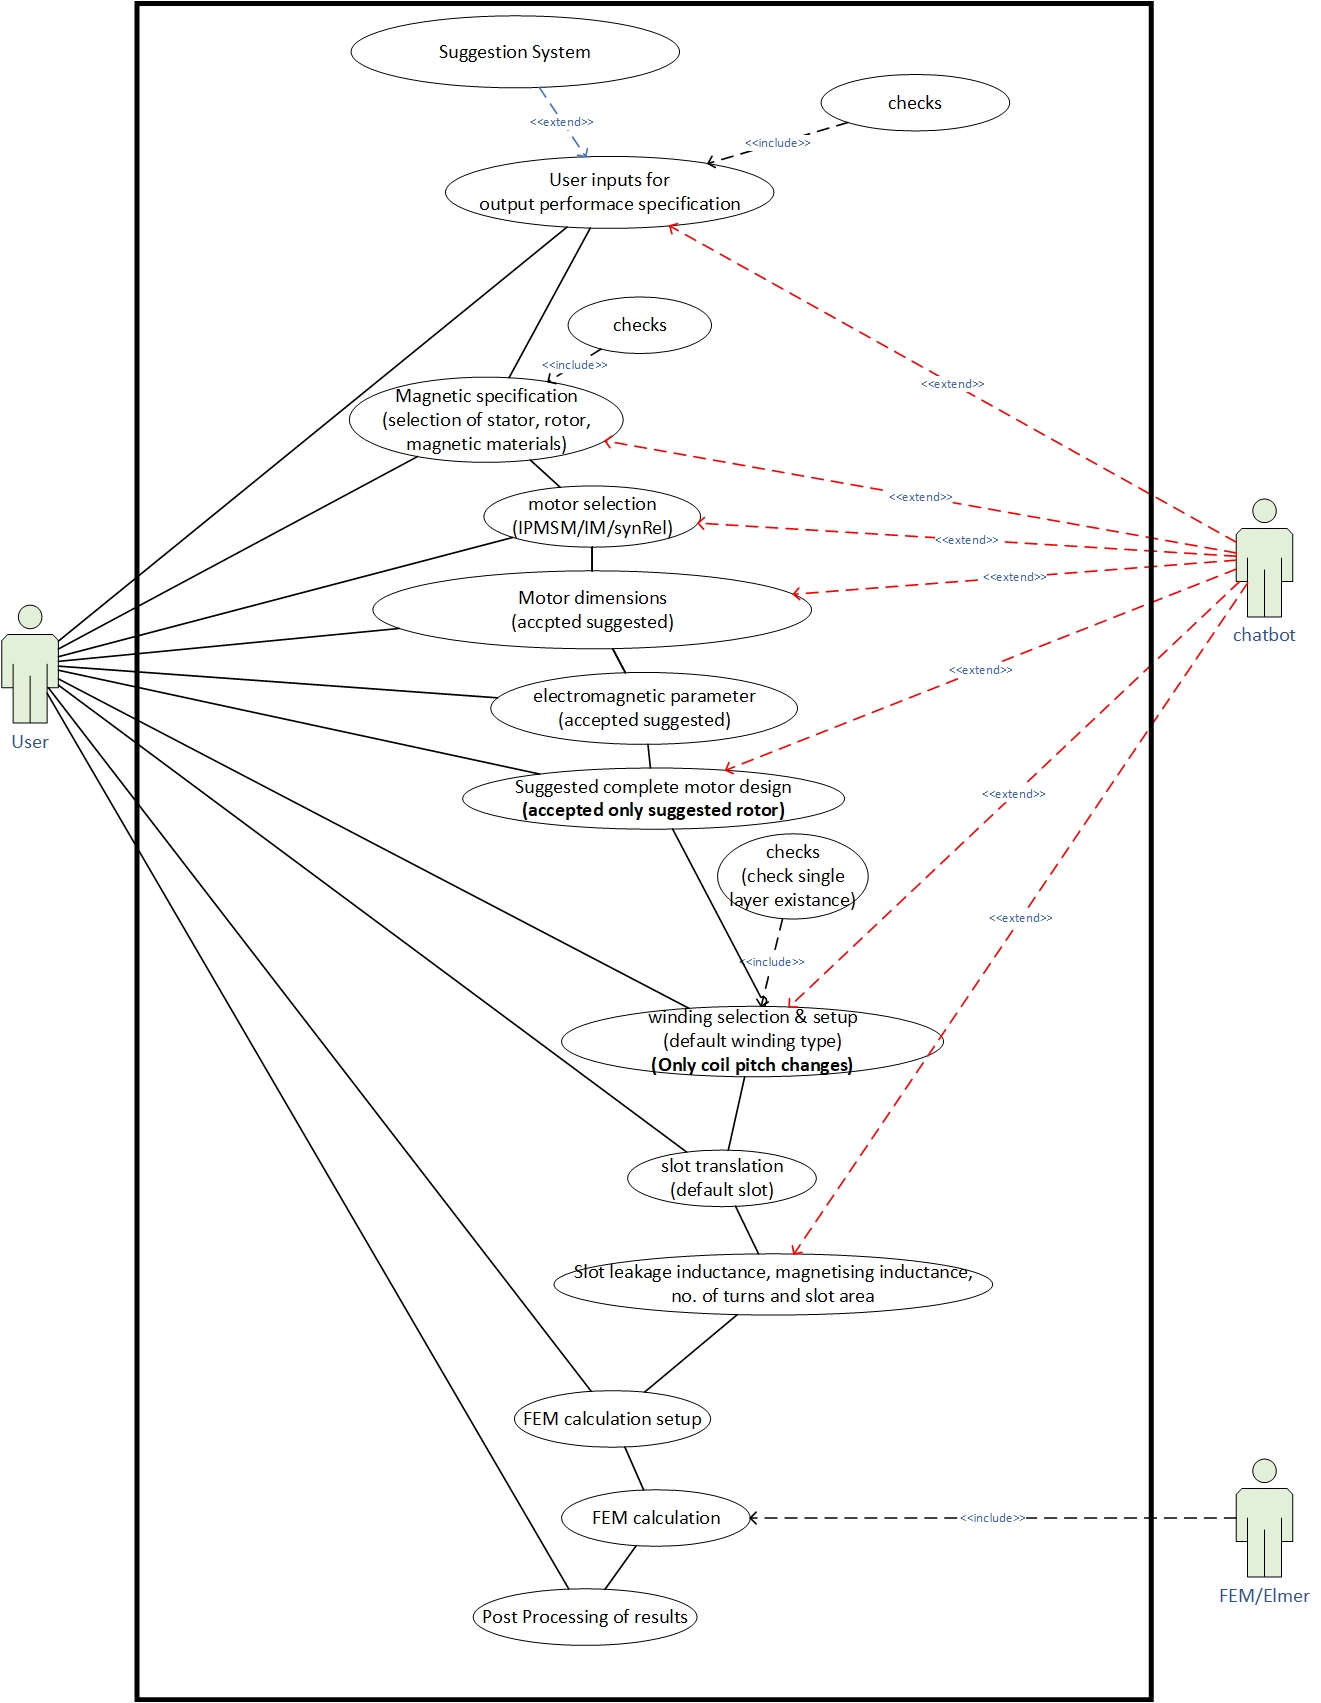 Suggestion System
checks
<<extend>>
<<include>>
User inputs for
output performace specification
checks
<<include>>
<<extend>>
Magnetic specification
(selection of stator, rotor,
magnetic materials)
<<extend>>
motor selection
(IPMSM/IM/synRel)
<<extend>>
<<extend>>
Motor dimensions
(accpted suggested)
chatbot
<<extend>>
electromagnetic parameter
(accepted suggested)
User
Suggested complete motor design
(accepted only suggested rotor)
<<extend>>
checks
(check single
layer existance)
<<extend>>
<<include>>
winding selection & setup
(default winding type)
(Only coil pitch changes)
slot translation
(default slot)
Slot leakage inductance, magnetising inductance,
no. of turns and slot area
FEM calculation setup
FEM calculation
<<include>>
FEM/Elmer
Post Processing of results